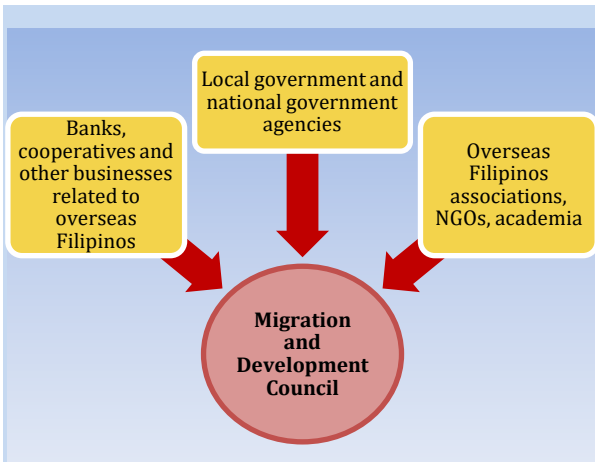 Local government and
national government
agencies
Banks,
cooperatives and
other businesses
related to
overseas
Filipinos
Overseas
Filipinos
associations,
NGOs, academia
Migration
and
Development
Council